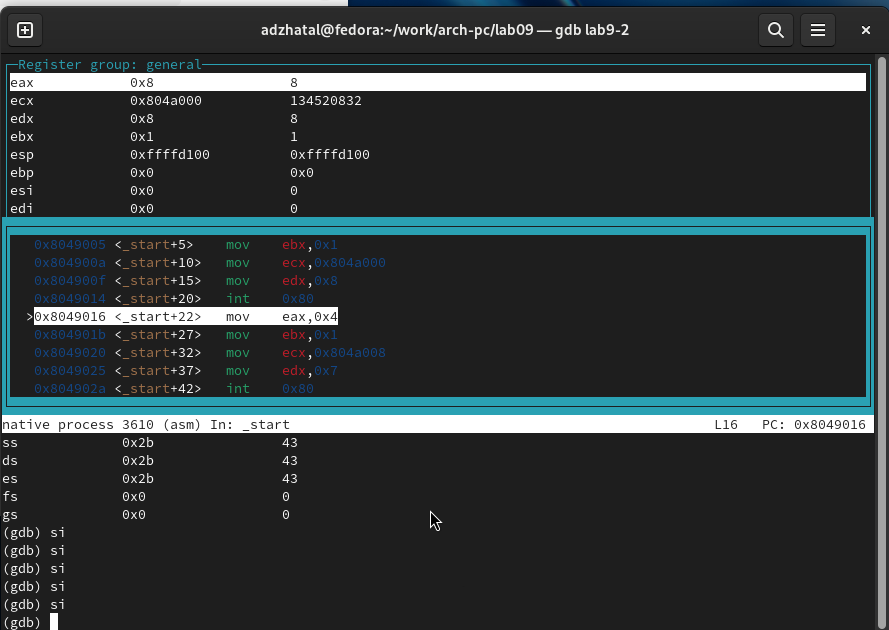 adzhatal@fedora:~/work/arch-pc/lab09 — gdb lab9-2
Register group: general
eax 0x8 8
ecx 0x804a000 134520832
edx 0x8 8
ebx 0x1 1
esp 0xffffd100 0xffffd100
ebp 0x0 0x0
esi 0x0 0
edi 0x0 0
0x8049005 <_start+5> mov ebx,0x1
0x804900a <_start+10> mov ecx,0x804a000
0x804900f <_start+15> mov edx,0x8
0x8049014 <_start+20> int 0x80
>0x8049016 <_start+22> mov eax,0x4
0x804901b <_start+27> mov ebx,0x1
0x8049020 <_start+32> mov ecx,0x804a008
0x8049025 <_start+37> mov edx,0x7
0x804902a <_start+42> int 0x80
native process 3610 (asm) In: _start L16 PC: 0x8049016
ss 0x2b 43
ds 0x2b 43
es 0x2b 43
fs 0x0 0
gs 0x0 0
(gdb) si
(gdb) si
(gdb) si
(gdb) si
(gdb) si
(gdb)